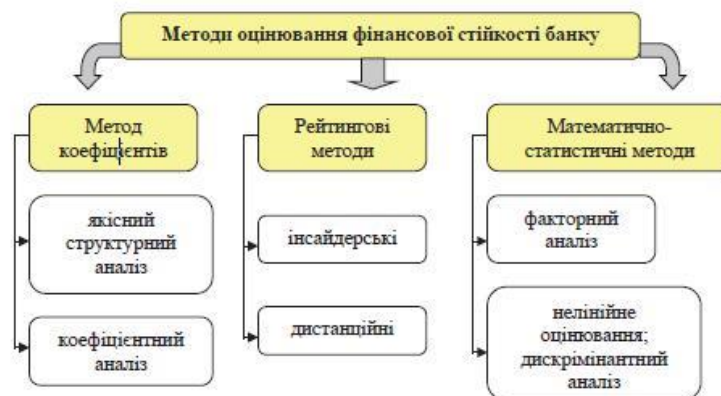 Методи оцінювання фінансової стійкості банку
Метод
коефіцієнтів
якісний
структурний
аналіз
коефіцієнтний
аналіз
Рейтингові
методи
інсайдерські
дистанційні
Математично-
статистичні методи
факторний
аналіз
нелінійне
оцінювання;
дискрімінантний
аналіз